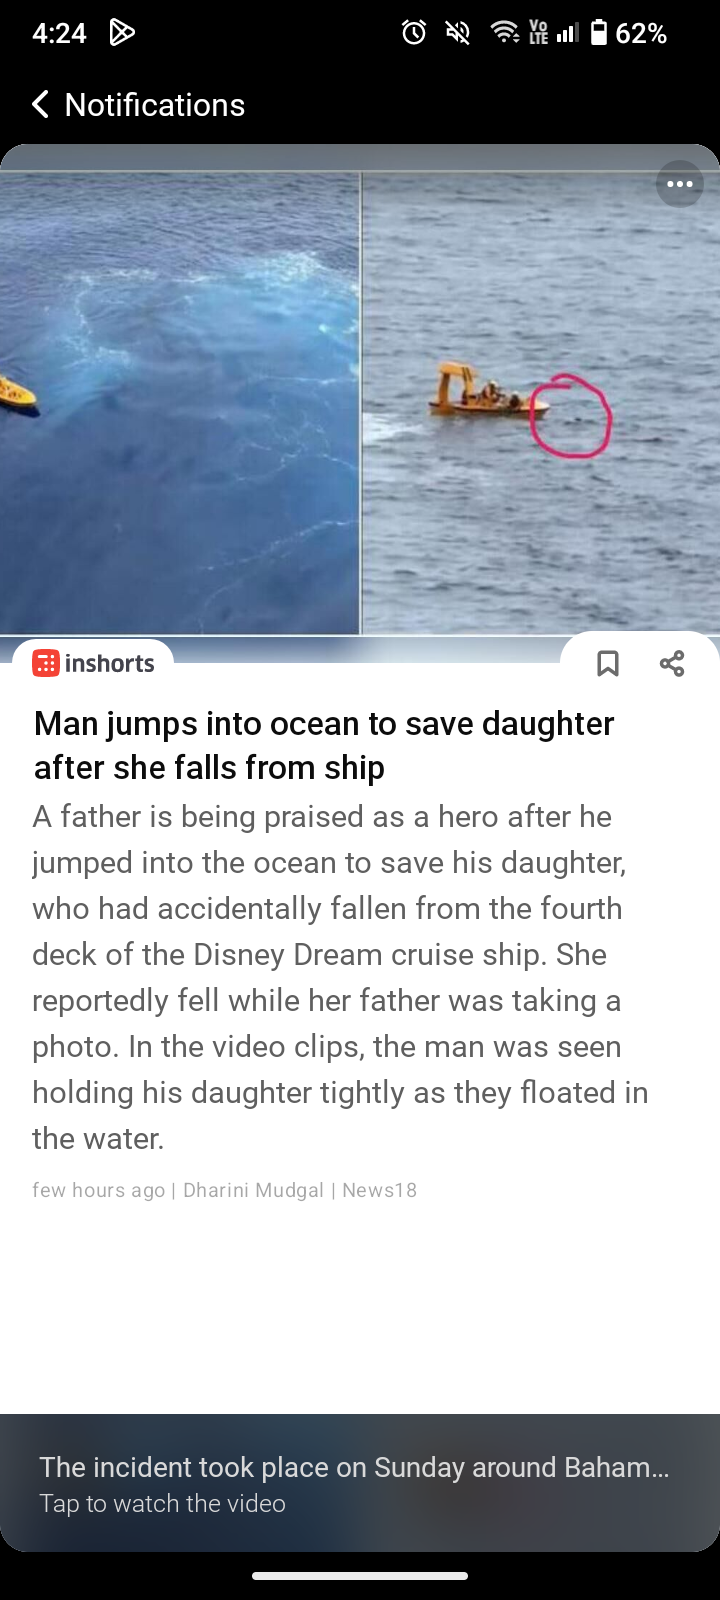 4:24
Vo
LTE
62%
Notifications
inshorts
Man jumps into ocean to save daughter
after she falls from ship
A father is being praised as a hero after he
jumped into the ocean to save his daughter,
who had accidentally fallen from the fourth
deck of the Disney Dream cruise ship. She
reportedly fell while her father was taking a
photo. In the video clips, the man was seen
holding his daughter tightly as they floated in
the water.
few hours ago | Dharini Mudgal | News18
The incident took place on Sunday around Baham...
Tap to watch the video